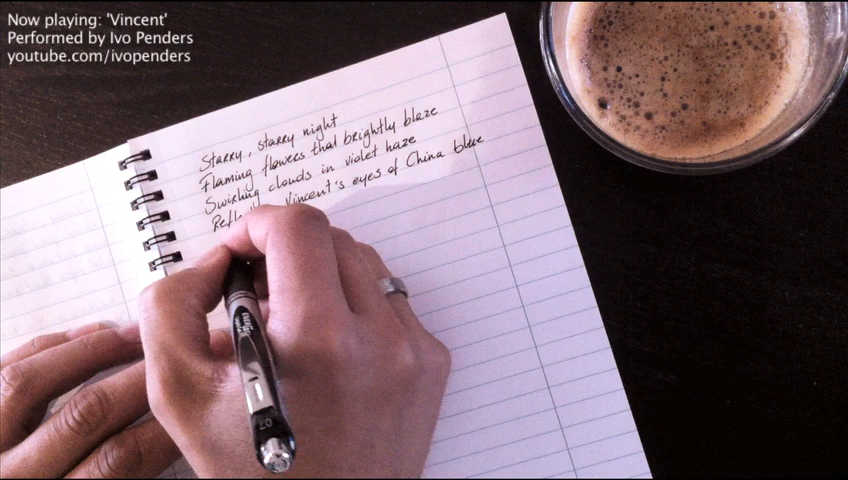 Now playing: 'Vincent'
Performed by Ivo Penders
youtube.com/ivopenders
Starry, starry night
Flaming flowers that brightly blaze
Swirling clouds in violet haze
Vincent's eyes of China blue
07